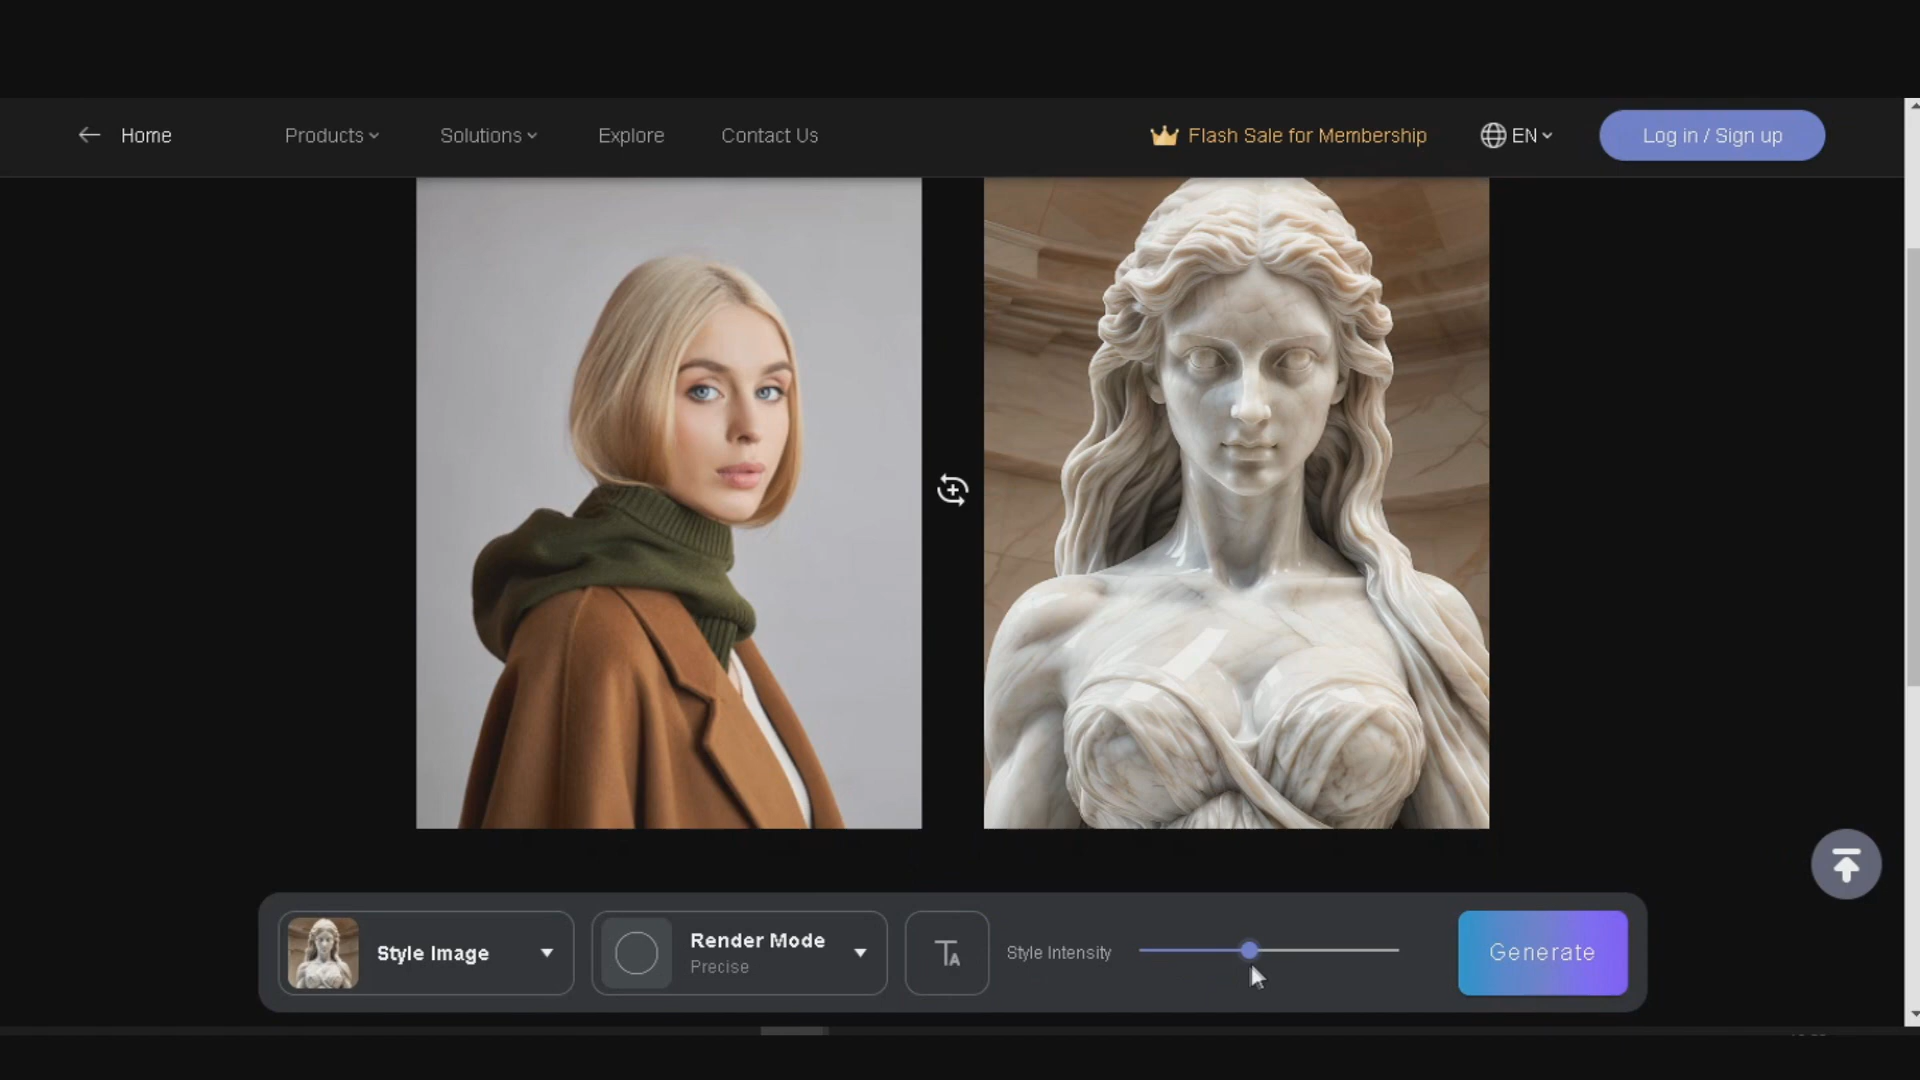 Home
Products
Solutions
Explore
Contact Us
Flash Sale for Membership
EN
Log in / Sign up
Style Image
Render Mode
Precise
TA
Style Intensity
Generate